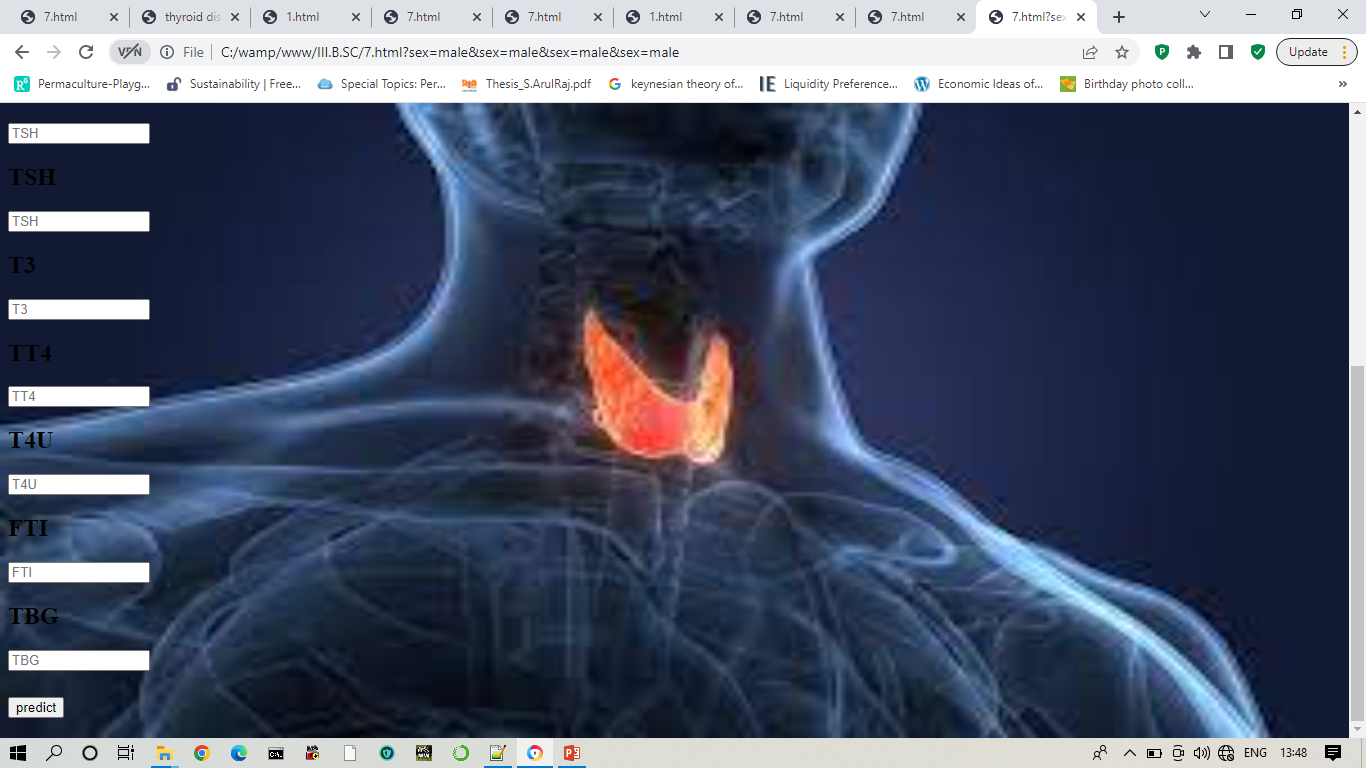 7.html
thyroid dis
1.html
7.html
7.html
1.html
7.html
7.html
7.html?sex
VPN
File
C:/wamp/www/III.B.SC/7.html?sex=male&sex=male&sex=male&sex=male
P
Update
Permaculture-Playg...
Sustainability | Free...
Special Topics: Per...
Thesis_S.ArulRaj.pdf
keynesian theory of...
IE
Liquidity Preference...
Economic Ideas of...
Birthday photo coll...
»
TSH
TSH
TSH
T3
T3
TT4
TT4
T4U
T4U
FTI
FTI
TBG
TBG
predict
ENG
13:48